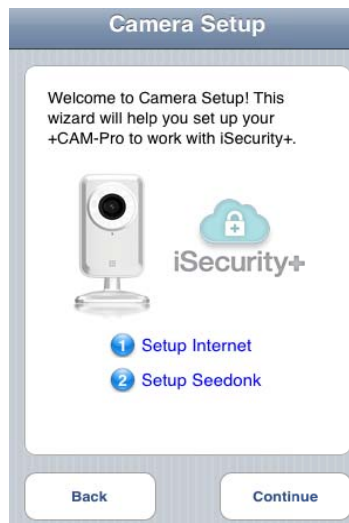 Camera Setup
Welcome to Camera Setup! This
wizard will help you set up your
+CAM-Pro to work with iSecurity+.
iSecurity+
1 Setup Internet
2 Setup Seedonk
Back Continue